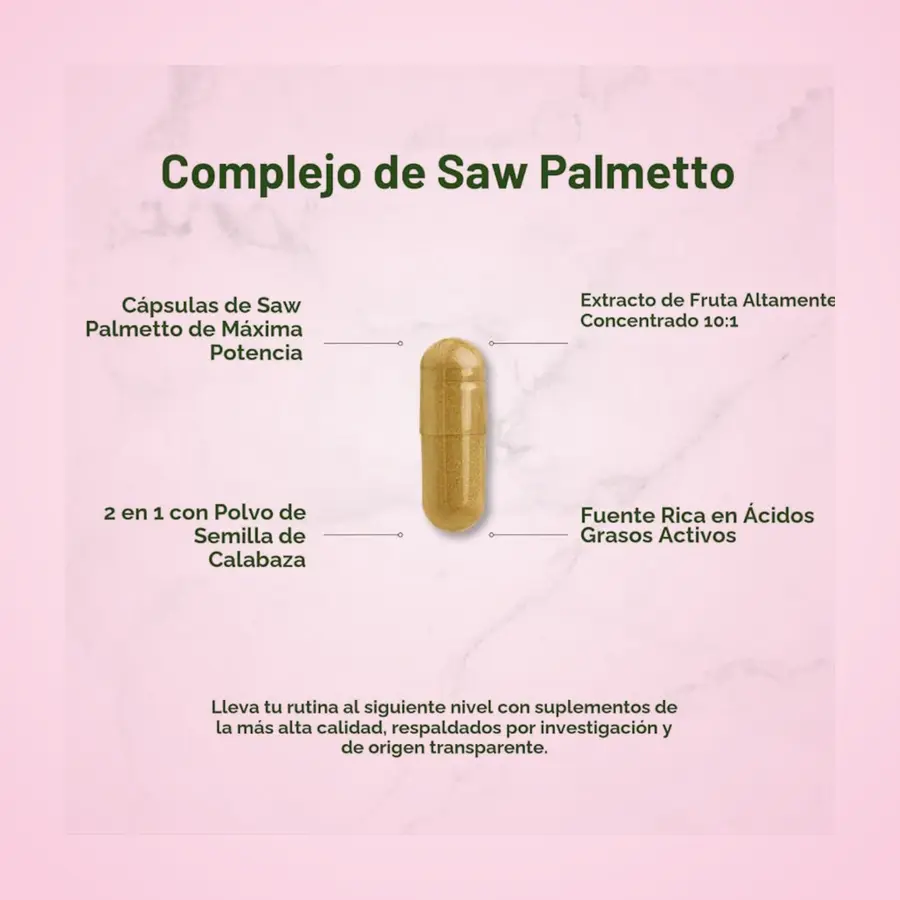 Complejo de Saw Palmetto
Cápsulas de Saw
Palmetto de Máxima
Potencia
Extracto de Fruta Altamente
Concentrado 10:1
2 en 1 con Polvo de
Semilla de
Calabaza
Fuente Rica en Ácidos
Grasos Activos
Lleva tu rutina al siguiente nivel con suplementos de
la más alta calidad, respaldados por investigación y
de origen transparente.